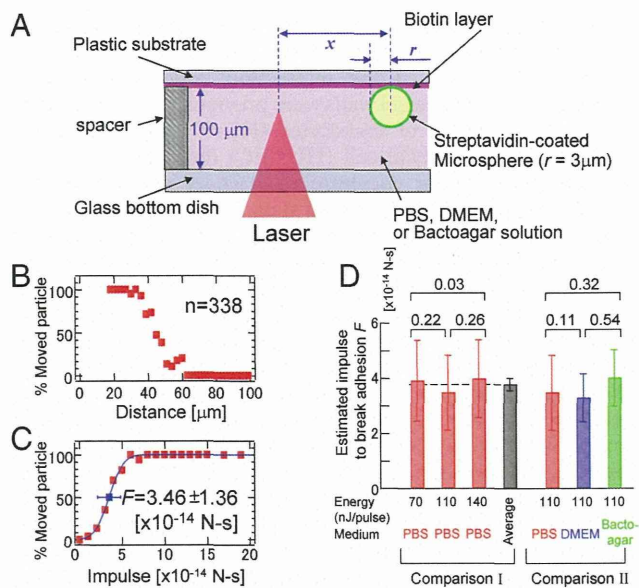 A
x
r
Biotin layer
Plastic substrate
spacer
100 μm
Streptavidin-coated
Microsphere (r = 3μm)
Glass bottom dish
PBS, DMEM,
or Bactoagar solution
Laser
B
% Moved particle
100
50
0
n=338
0 20 40 60 80 100
Distance [μm]
C
% Moved particle
100
50
0
F=3.46 ±1.36
[x10-14 N-s]
0 5 10 15 20
Impulse [x10-14 N-s]
D
[x10-14 N-s]
Estimated impulse
to break adhesion F
0.03
0.32
0.22 0.26
0.11 0.54
6
4
2
0
Energy
(nJ/pulse)
70 110 140 Average 110 110 110
Medium PBS PBS PBS PBS DMEM Bacto-
agar
Comparison I Comparison II